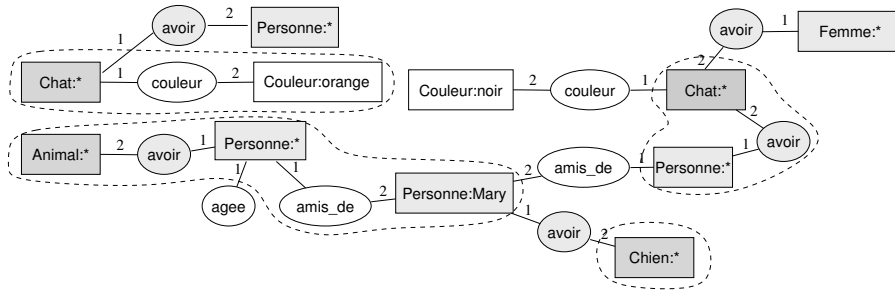 avoir 2 Personne:*
1
Chat:* 1 couleur 2 Couleur:orange
avoir 1 Femme:*
2
Couleur:noir 2 couleur 1 Chat:*
2
avoir
1
Animal:* 2 avoir 1 Personne:*
1 1
agee amis_de 2 Personne:Mary 2 amis_de 1 Personne:*
1
avoir 2
Chien:*